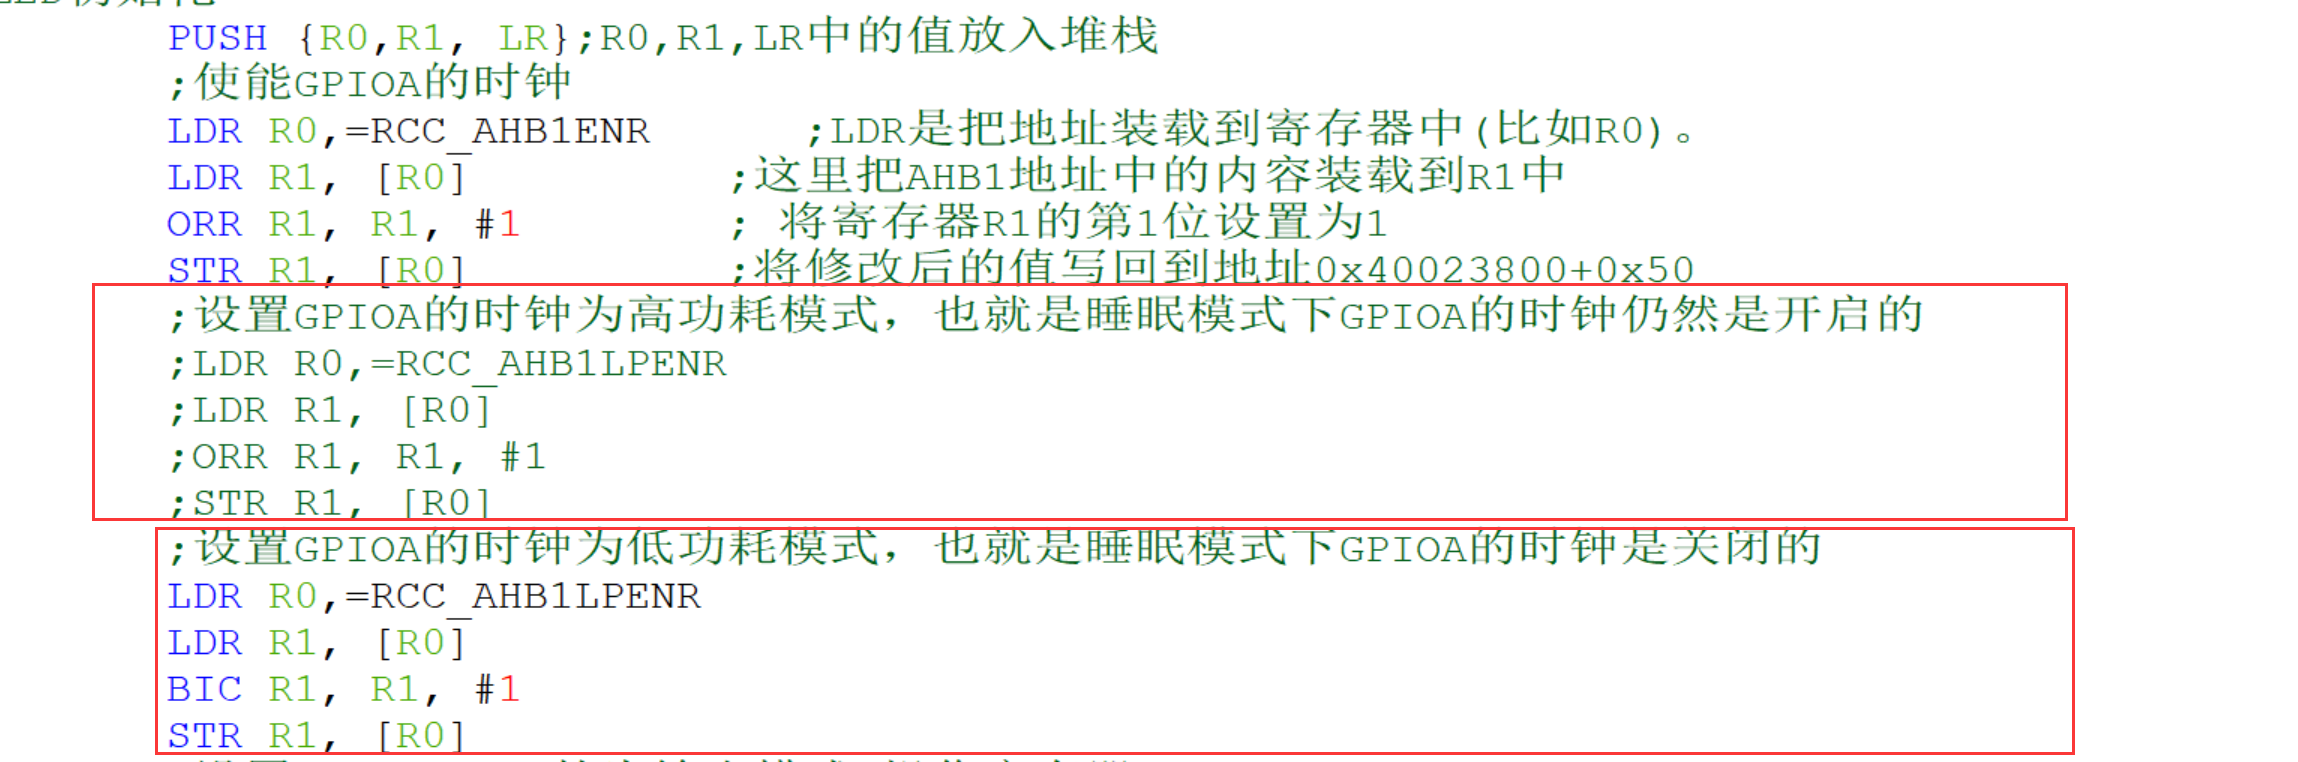 PUSH {R0,R1, LR};R0,R1,LR中的值放入堆栈
;使能GPIOA的时钟
LDR R0,=RCC_AHB1ENR ;LDR是把地址装载到寄存器中(比如R0)。
LDR R1, [R0] ;这里把AHB1地址中的内容装载到R1中
ORR R1, R1, #1 ; 将寄存器R1的第1位设置为1
STR R1, [R0] ;将修改后的值写回到地址0x40023800+0x50
;设置GPIOA的时钟为高功耗模式，也就是睡眠模式下GPIOA的时钟仍然是开启的
;LDR R0,=RCC_AHB1LPENR
;LDR R1, [R0]
;ORR R1, R1, #1
;STR R1, [R0]
;设置GPIOA的时钟为低功耗模式，也就是睡眠模式下GPIOA的时钟是关闭的
LDR R0,=RCC_AHB1LPENR
LDR R1, [R0]
BIC R1, R1, #1
STR R1, [R0]